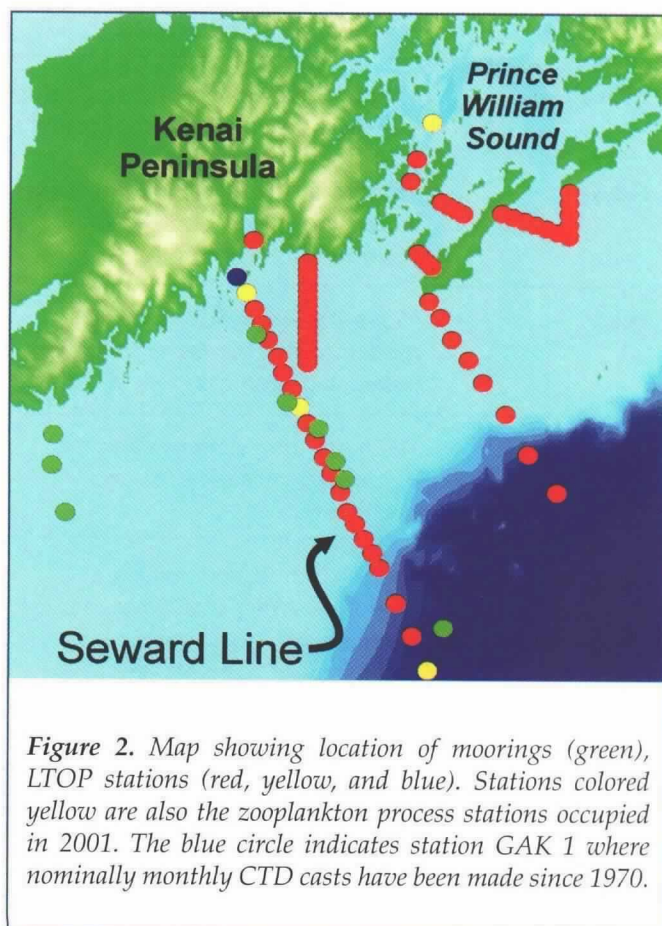 Kenai
Peninsula
Prince
William
Sound
Seward Line
Figure 2. Map showing location of moorings (green),
LTOP stations (red, yellow, and blue). Stations colored
yellow are also the zooplankton process stations occupied
in 2001. The blue circle indicates station GAK 1 where
nominally monthly CTD casts have been made since 1970.